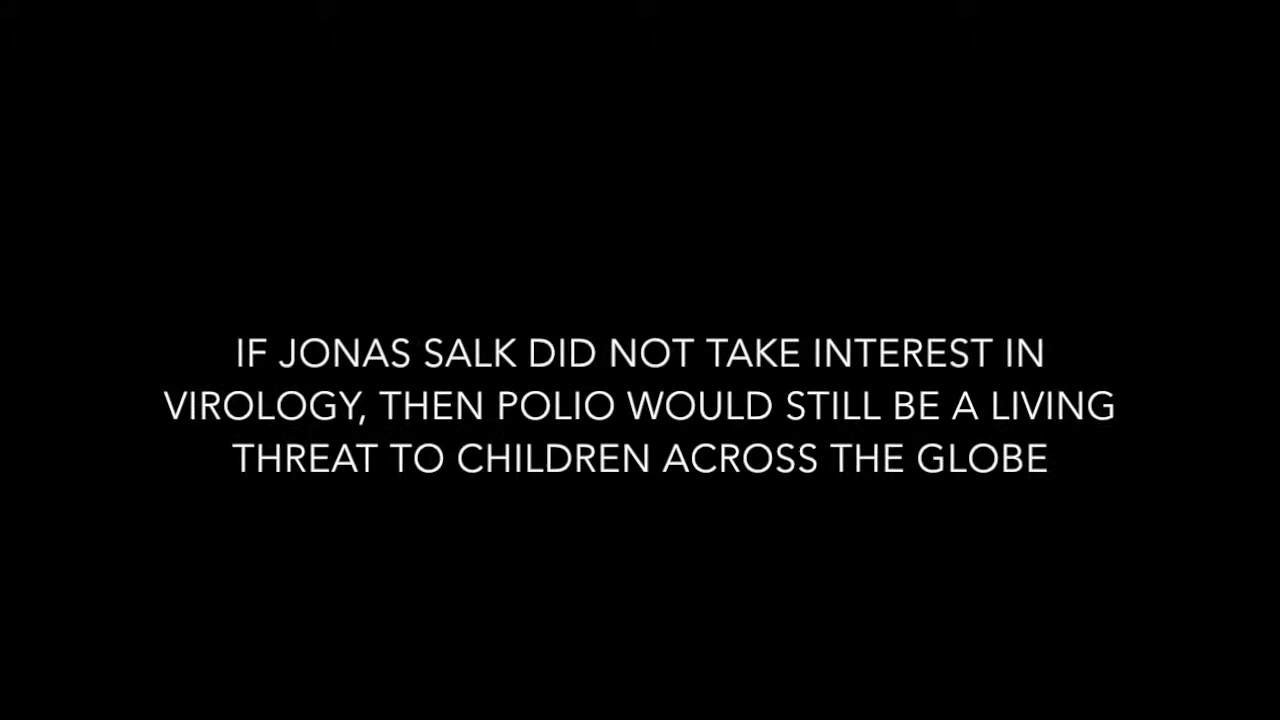 IF JONAS SALK DID NOT TAKE INTEREST IN
VIROLOGY, THEN POLIO WOULD STILL BE A LIVING
THREAT TO CHILDREN ACROSS THE GLOBE